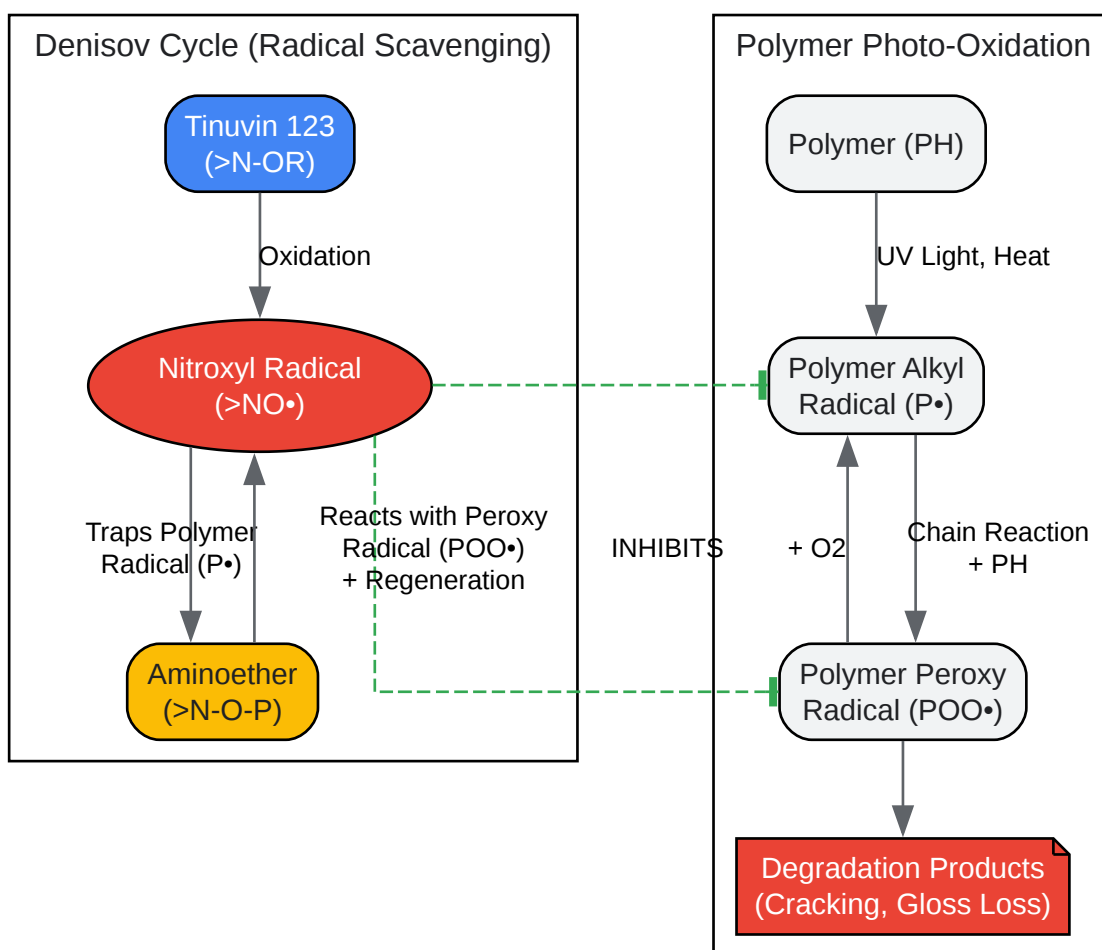 Denisov Cycle (Radical Scavenging)
Tinuvin 123
(>N-OR)
Oxidation
Nitroxyl Radical
(>NO•)
Traps Polymer
Radical (P•)
Reacts with Peroxy
Radical (POO•)
+ Regeneration
Aminoether
(>N-O-P)
INHIBITS
Polymer Photo-Oxidation
Polymer (PH)
UV Light, Heat
Polymer Alkyl
Radical (P•)
+ O2
Chain Reaction
+ PH
Polymer Peroxy
Radical (POO•)
Degradation Products
(Cracking, Gloss Loss)